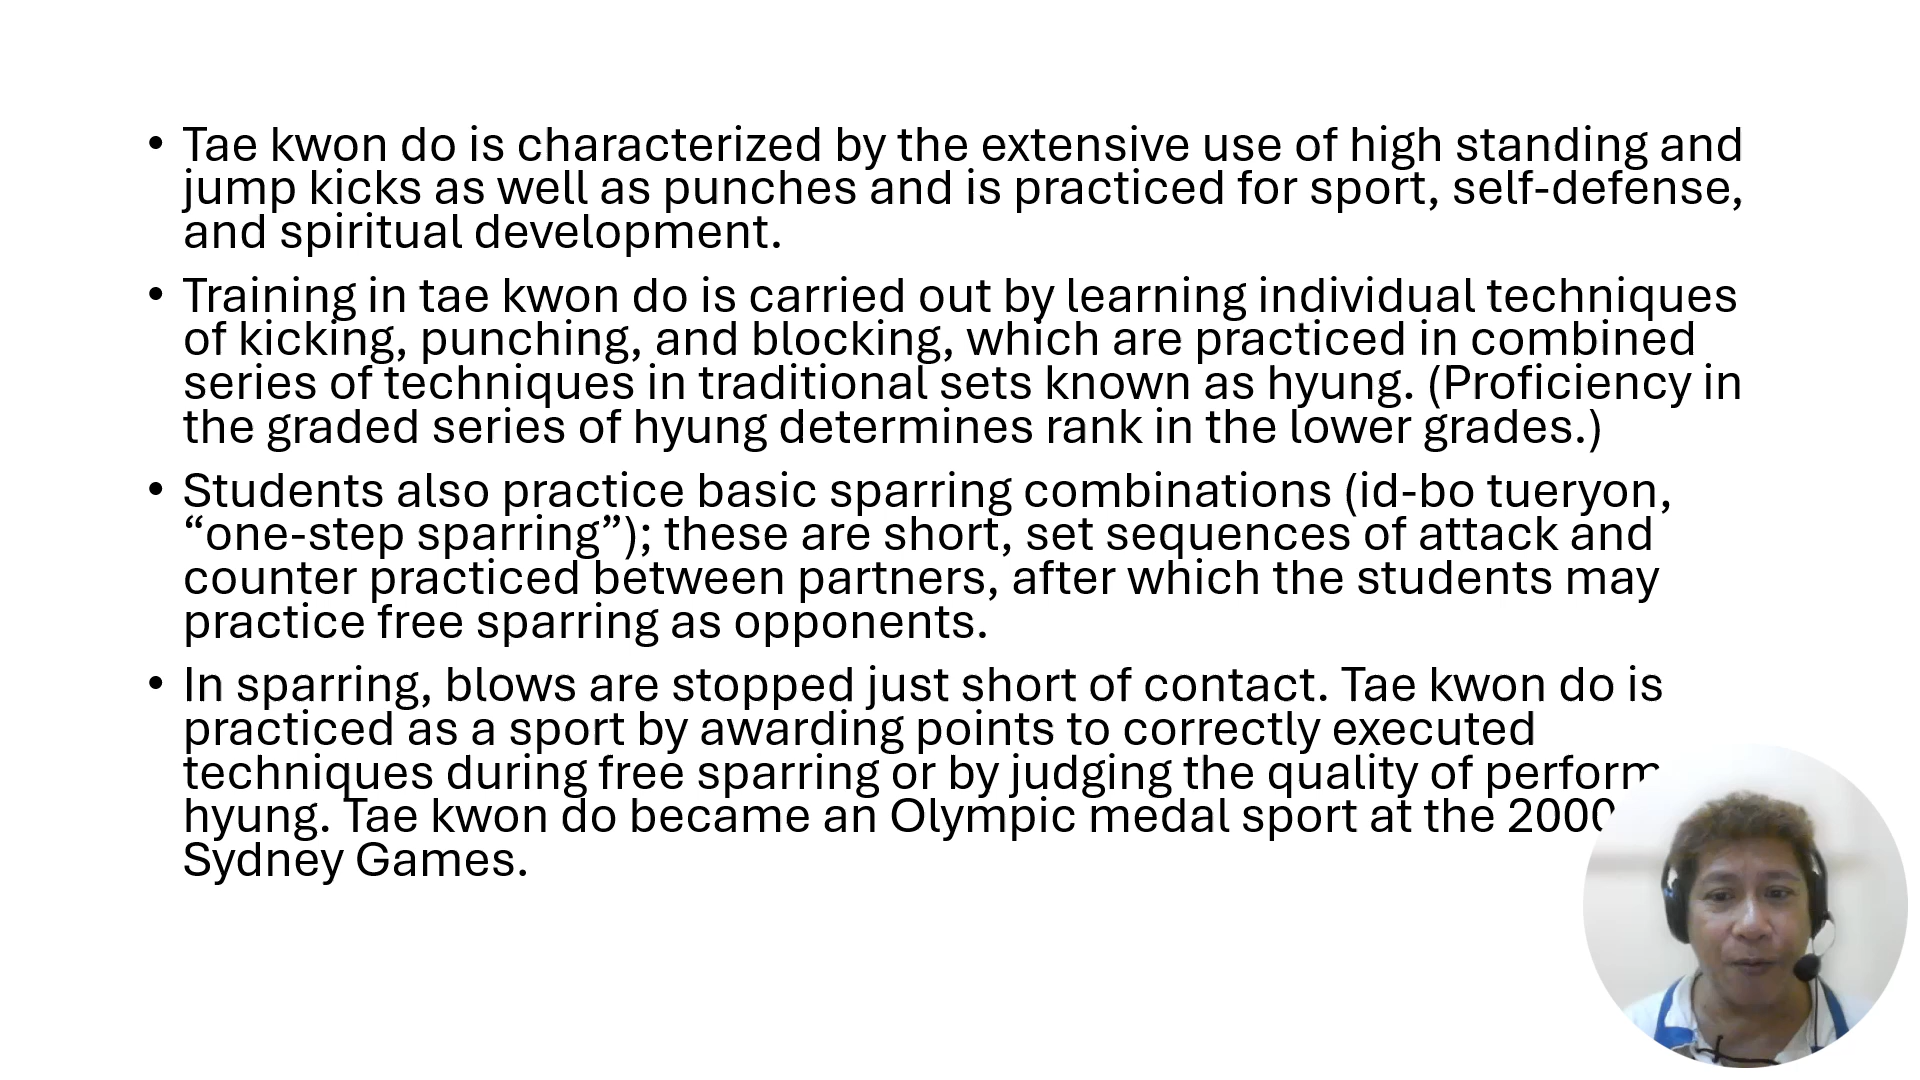 • Tae kwon do is characterized by the extensive use of high standing and
jump kicks as well as punches and is practiced for sport, self-defense,
and spiritual development.
• Training in tae kwon do is carried out by learning individual techniques
of kicking, punching, and blocking, which are practiced in combined
series of techniques in traditional sets known as hyung. (Proficiency in
the graded series of hyung determines rank in the lower grades.)
• Students also practice basic sparring combinations (id-bo tueryon,
“one-step sparring”); these are short, set sequences of attack and
counter practiced between partners, after which the students may
practice free sparring as opponents.
• In sparring, blows are stopped just short of contact. Tae kwon do is
practiced as a sport by awarding points to correctly executed
techniques during free sparring or by judging the quality of perform
hyung. Tae kwon do became an Olympic medal sport at the 2000
Sydney Games.